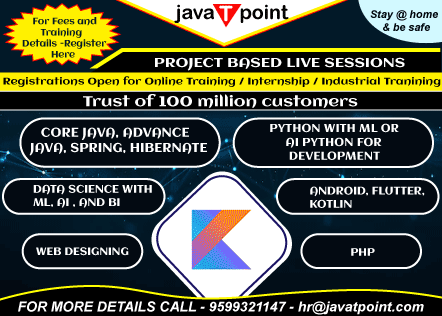 For Fees and
Training
Details -Register
Here
javaTpoint
Stay @ home
& be safe
PROJECT BASED LIVE SESSIONS
Registrations Open for Online Training / Internship / Industrial Tranining
Trust of 100 million customers
CORE JAVA, ADVANCE
JAVA, SPRING, HIBERNATE
PYTHON WITH ML OR
AI PYTHON FOR
DEVELOPMENT
DATA SCIENCE WITH
ML, AI , AND BI
ANDROID, FLUTTER,
KOTLIN
WEB DESIGNING
PHP
FOR MORE DETAILS CALL - 9599321147 - hr@javatpoint.com